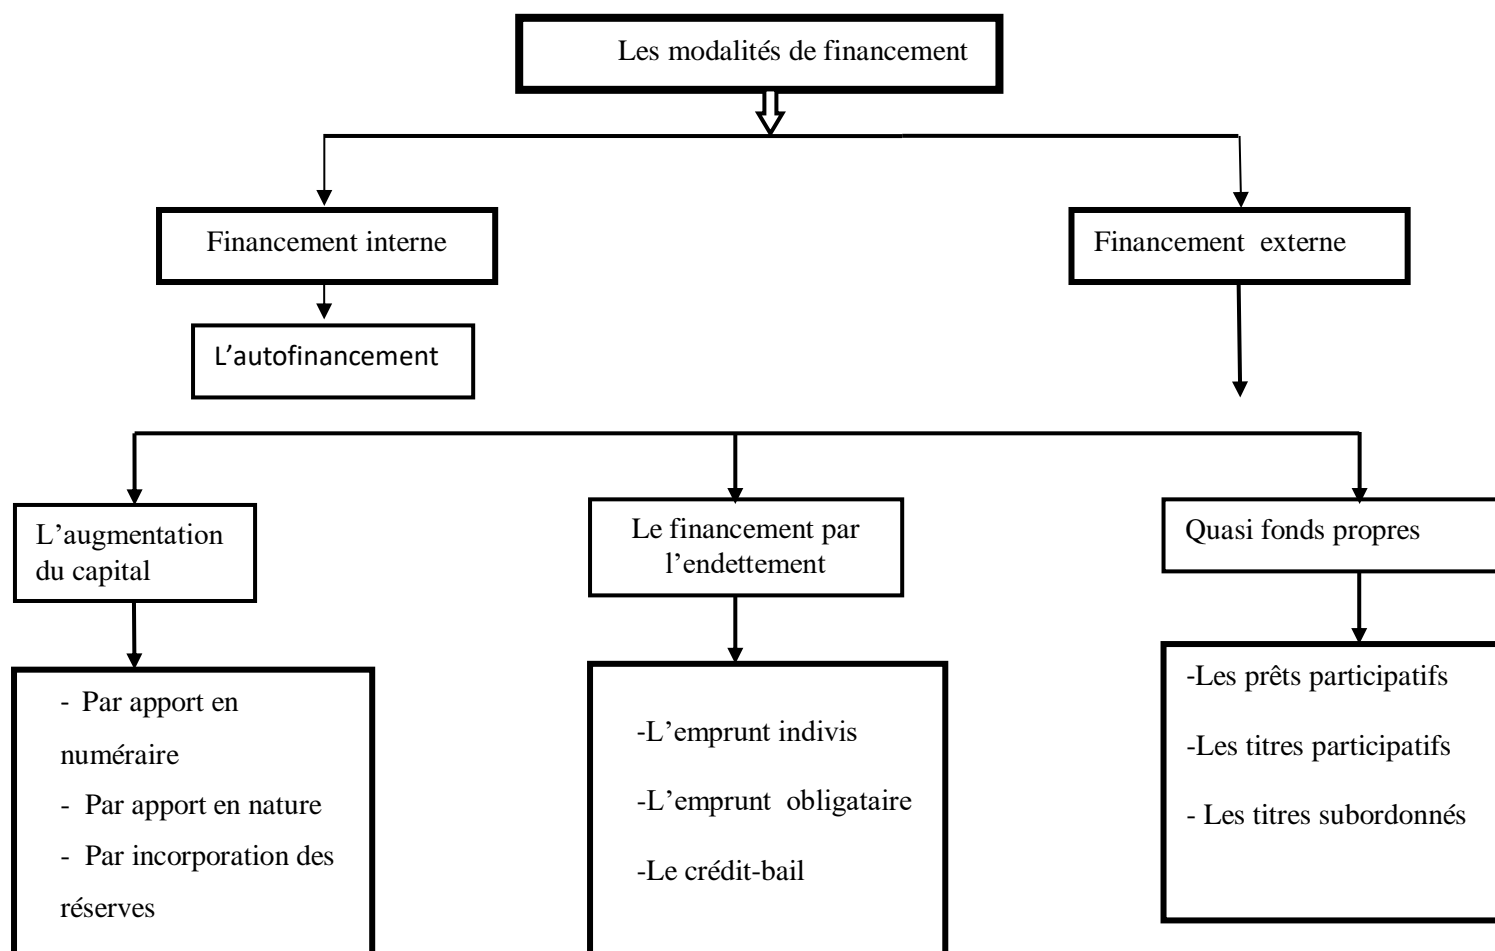 Les modalités de financement
Financement interne
Financement externe
L’autofinancement
L’augmentation
du capital
Le financement par
l’endettement
Quasi fonds propres
- Par apport en
numéraire
- Par apport en nature
- Par incorporation des
réserves
-L’emprunt indivis
-L’emprunt obligataire
-Le crédit-bail
-Les prêts participatifs
-Les titres participatifs
- Les titres subordonnés